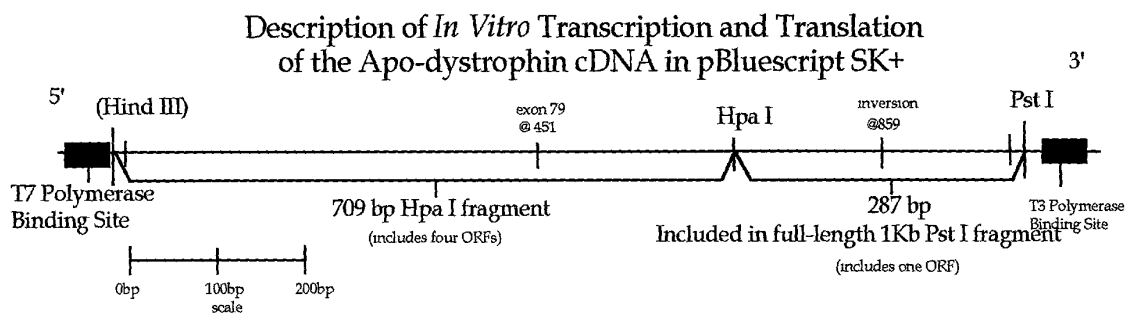 Description of In Vitro Transcription and Translation
of the Apo-dystrophin cDNA in pBluescript SK+
5'
3'
(Hind III)
exon 79
@ 451
Hpa I
inversion
@859
Pst I
T7 Polymerase
Binding Site
709 bp Hpa I fragment
(includes four ORFs)
287 bp
Included in full-length 1Kb Pst I fragment
(includes one ORF)
T3 Polymerase
Binding Site
0bp
100bp
200bp
scale